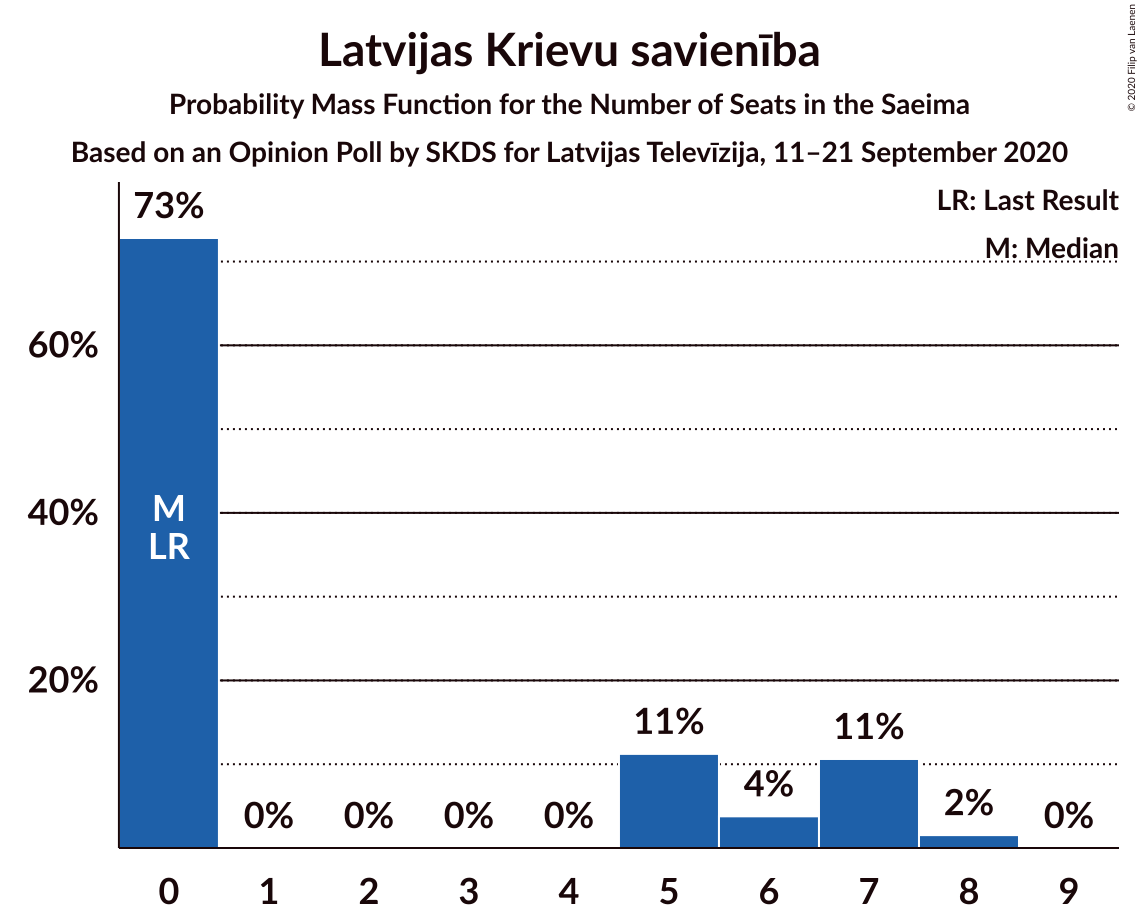 Latvijas Krievu savienība
Probability Mass Function for the Number of Seats in the Saeima
Based on an Opinion Poll by SKDS for Latvijas Televīzija, 11–21 September 2020
© 2020 Filip van Laenen
LR: Last Result
M: Median
73%
60%
40%
20%
M
LR
0%
0%
0%
0%
11%
4%
11%
2%
0%
0 1 2 3 4 5 6 7 8 9